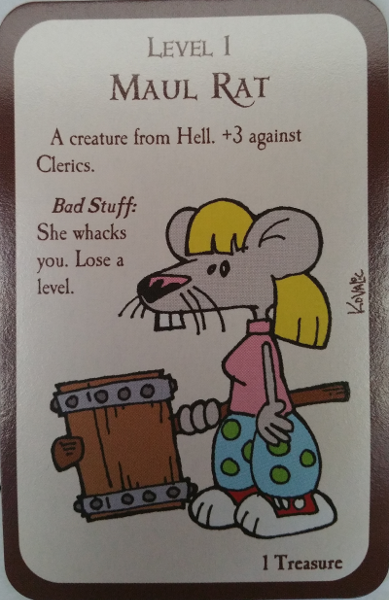 Level 1
Maul Rat
A creature from Hell. +3 against
Clerics.
Bad Stuff:
She whacks
you. Lose a
level.
Kovalic
1 Treasure